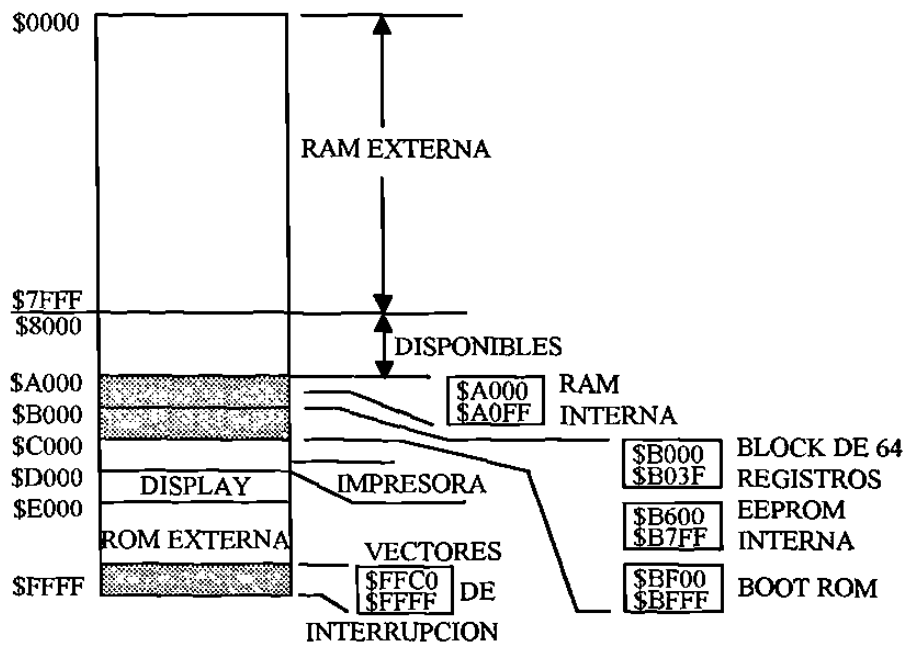 $0000
RAM EXTERNA
$7FFF
$8000
DISPONIBLES
$A000
$B000
$C000
$D000
$E000
$FFFF
DISPLAY
ROM EXTERNA
IMPRESORA
$A000
$A0FF
RAM
INTERNA
$B000
$B03F
BLOCK DE 64
REGISTROS
$B600
$B7FF
EEPROM
INTERNA
$BF00
$BFFF
BOOT ROM
VECTORES
$FFC0
$FFFF
DE
INTERRUPCION